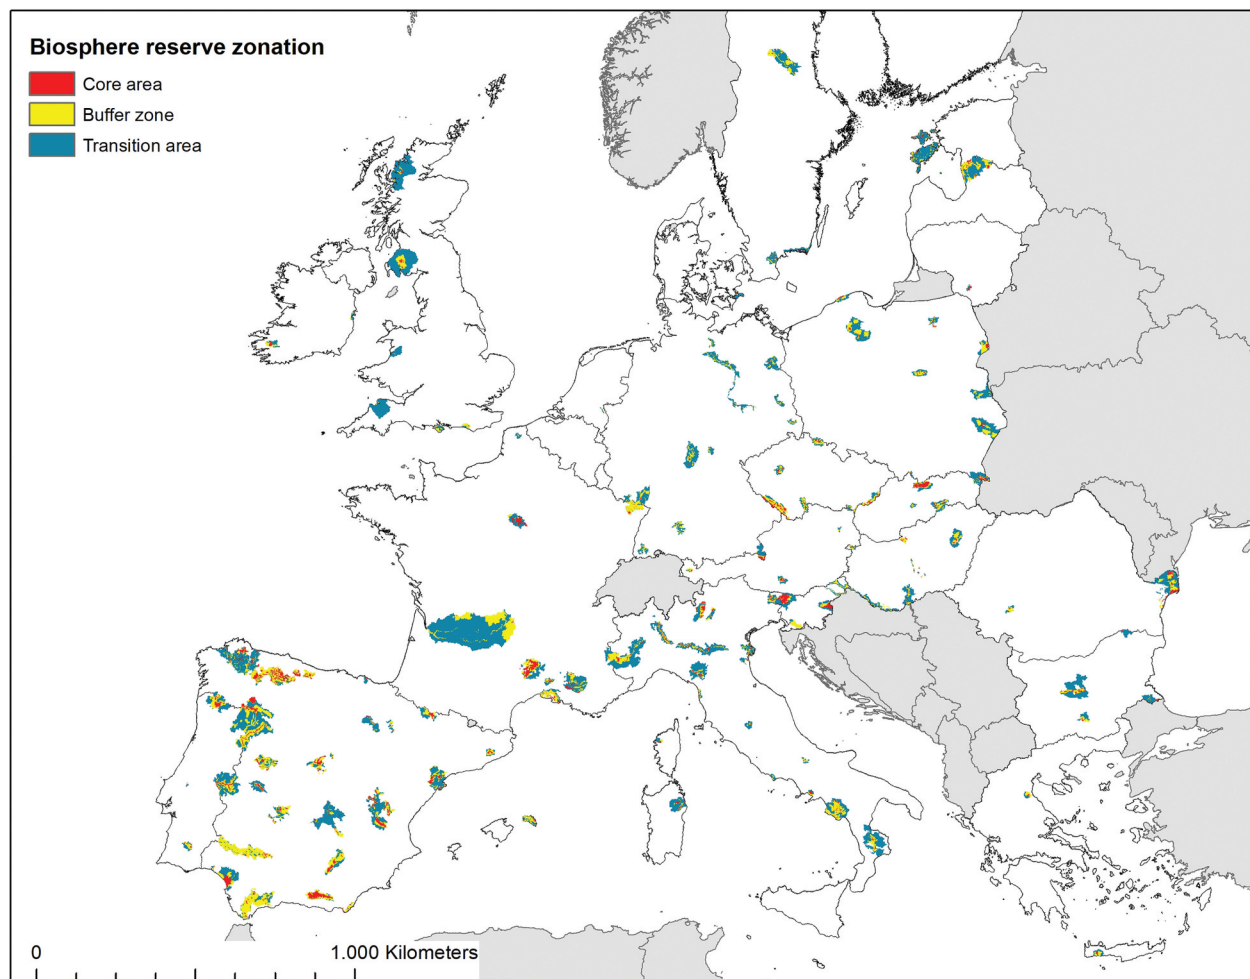 Biosphere reserve zonation
Core area
Buffer zone
Transition area
0 1.000 Kilometers